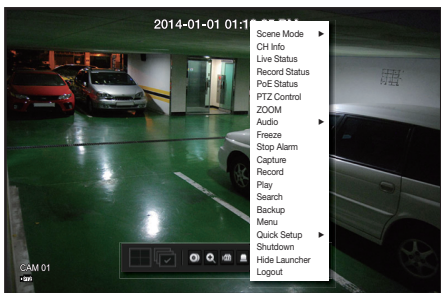 2014-01-01 01:1
Scene Mode ▶
CH Info
Live Status
Record Status
PoE Status
PTZ Control
ZOOM
Audio ▶
Freeze
Stop Alarm
Capture
Record
Play
Search
Backup
Menu
Quick Setup ▶
Shutdown
Hide Launcher
Logout
CAM 01